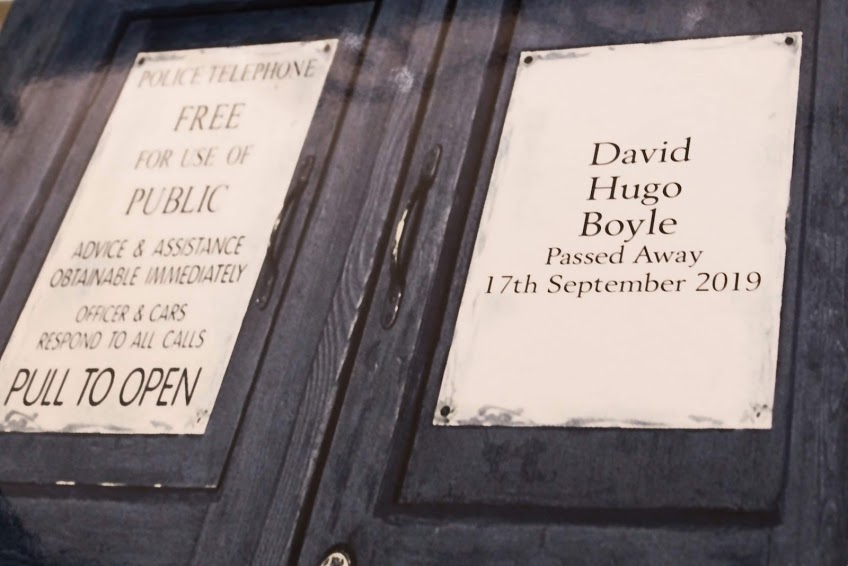 POLICE TELEPHONE
FREE
FOR USE OF
PUBLIC
ADVICE & ASSISTANCE
OBTAINABLE IMMEDIATELY
OFFICER & CARS
RESPOND TO ALL CALLS
PULL TO OPEN
David
Hugo
Boyle
Passed Away
17th September 2019